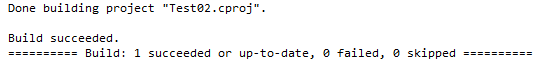 Done building project "Test02.cproj".

Build succeeded.
========== Build: 1 succeeded or up-to-date, 0 failed, 0 skipped ==========